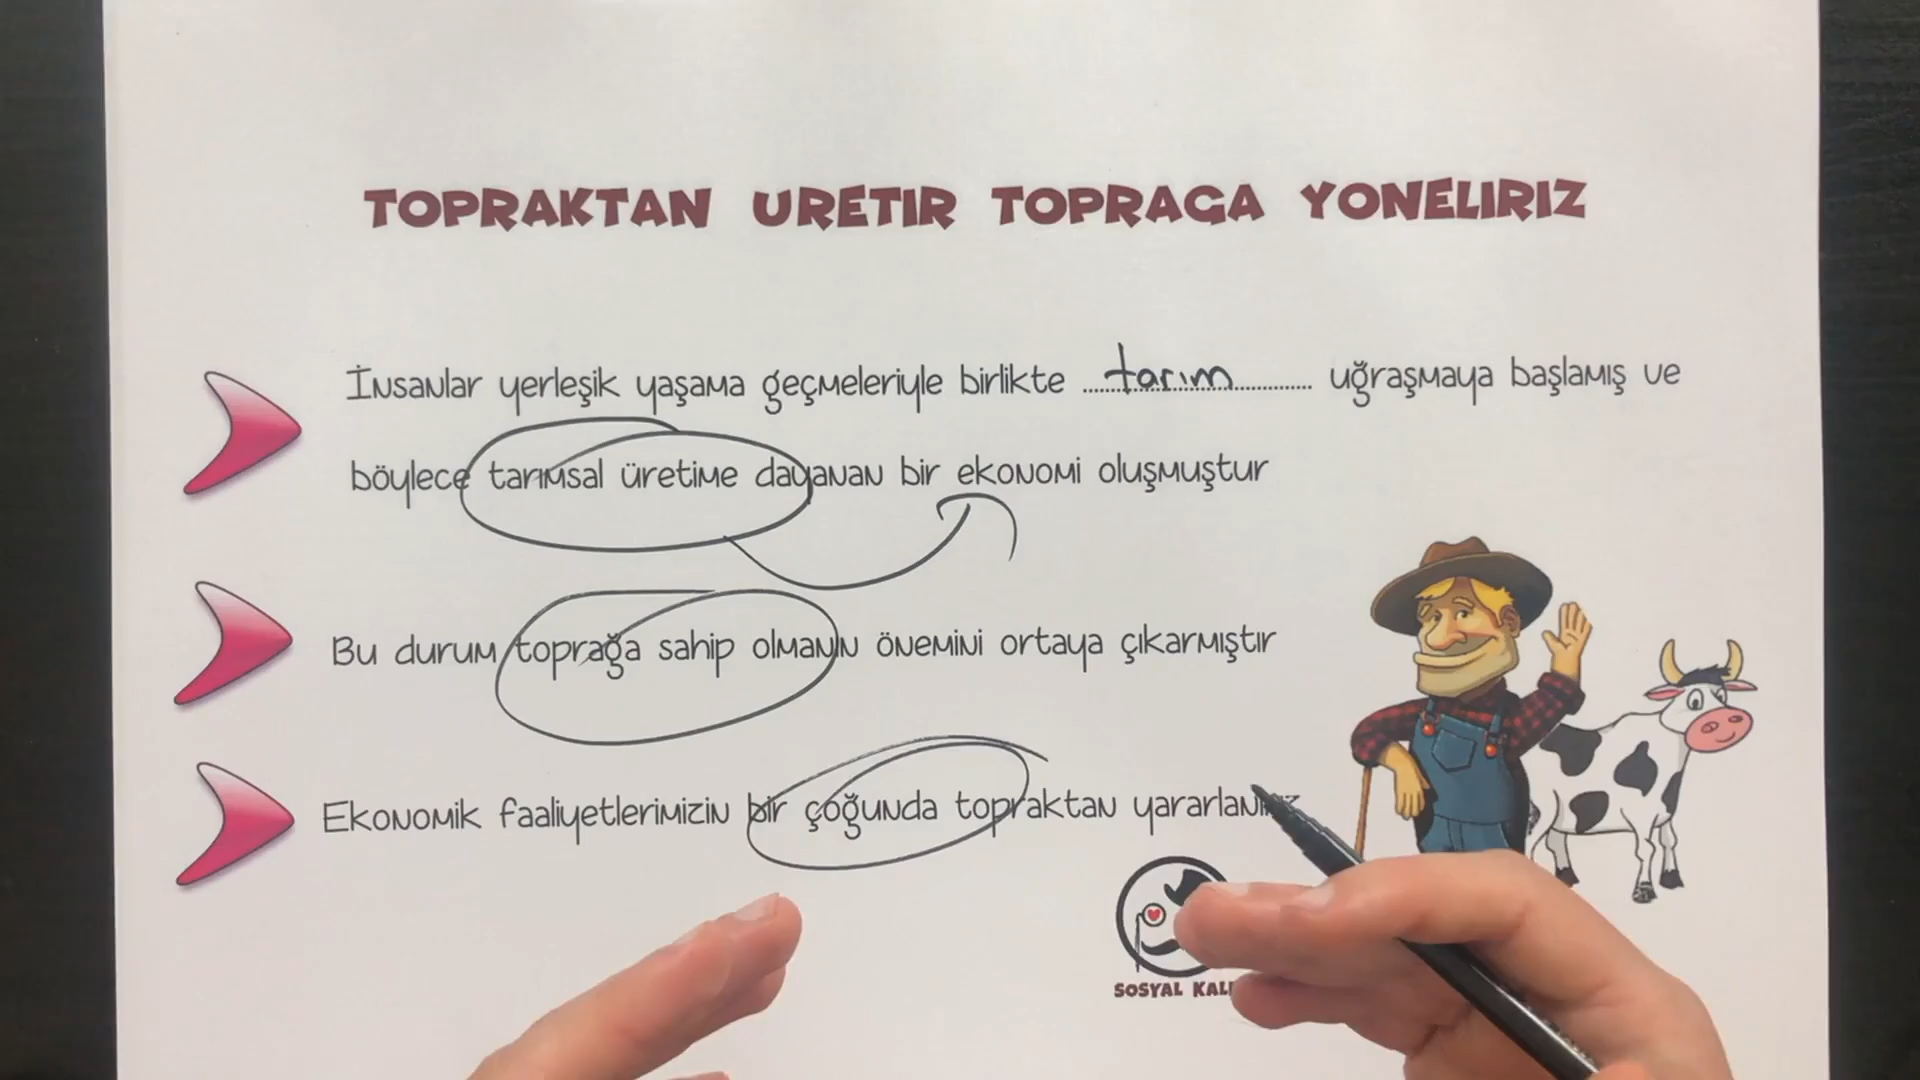 TOPRAKTAN URETIR TOPRAGA YONELIRIZ
İnsanlar yerleşik yaşama geçmeleriyle birlikte tarım uğraşmaya başlamış ve
böylece tarımsal üretime dayanan bir ekonomi oluşmuştur
Bu durum toprağa sahip olmanın önemini ortaya çıkarmıştır
Ekonomik faaliyetlerimizin bir çoğunda topraktan
SOSYAL